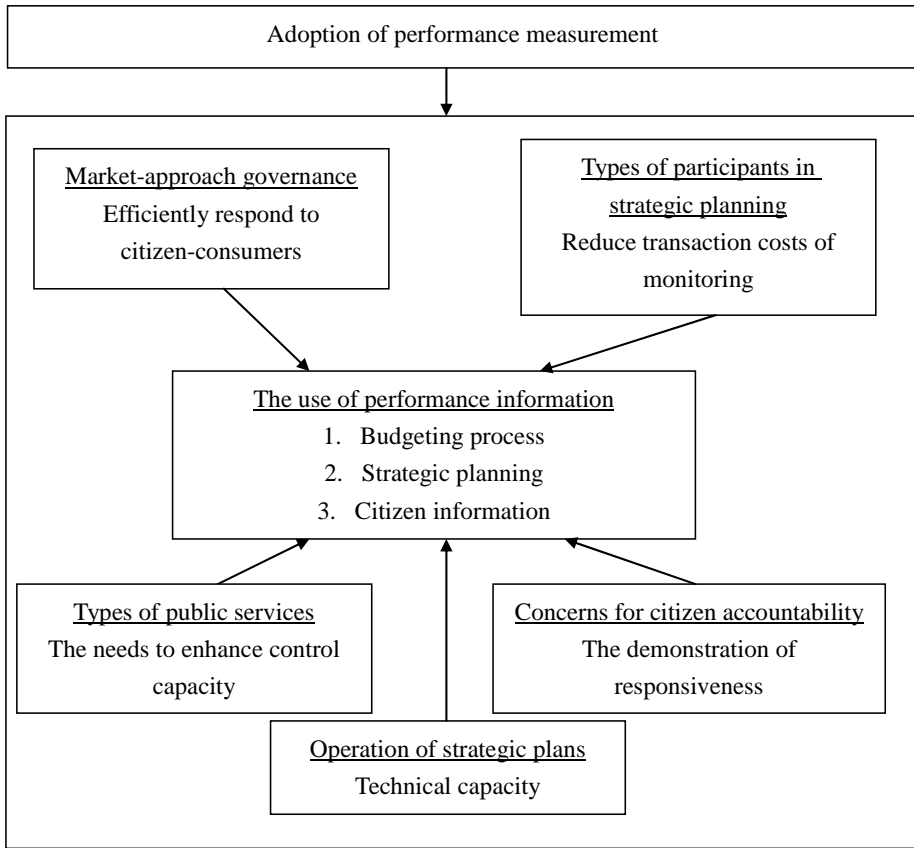 Adoption of performance measurement
Market-approach governance
Efficiently respond to
citizen-consumers
Types of participants in
strategic planning
Reduce transaction costs of
monitoring
The use of performance information
1. Budgeting process
2. Strategic planning
3. Citizen information
Types of public services
The needs to enhance control
capacity
Concerns for citizen accountability
The demonstration of
responsiveness
Operation of strategic plans
Technical capacity